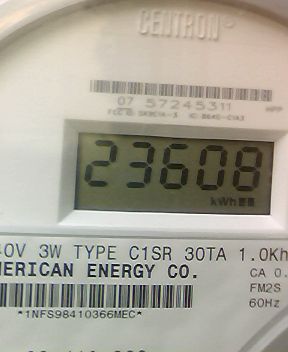 CENTRON
07 57245311
23608
kWh
0V 3W TYPE C1SR 30TA 1.0Kh
MERICAN ENERGY CO.
CA 0.
FM2S
60Hz
*1NFS98410366MEC*